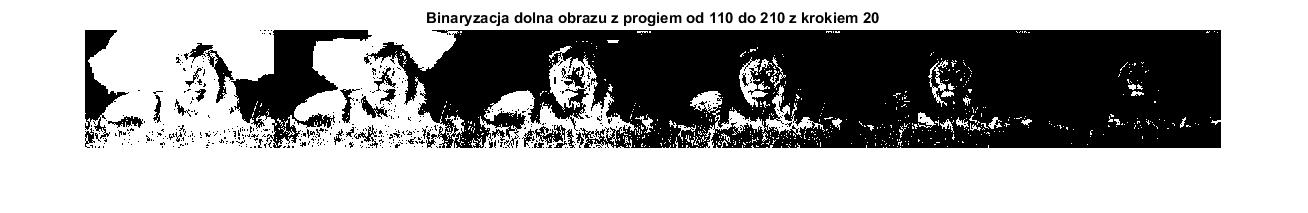 Binaryzacja dolna obrazu z progiem od 110 do 210 z krokiem 20